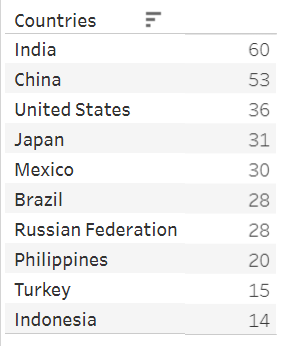 Countries
India 60
China 53
United States 36
Japan 31
Mexico 30
Brazil 28
Russian Federation 28
Philippines 20
Turkey 15
Indonesia 14